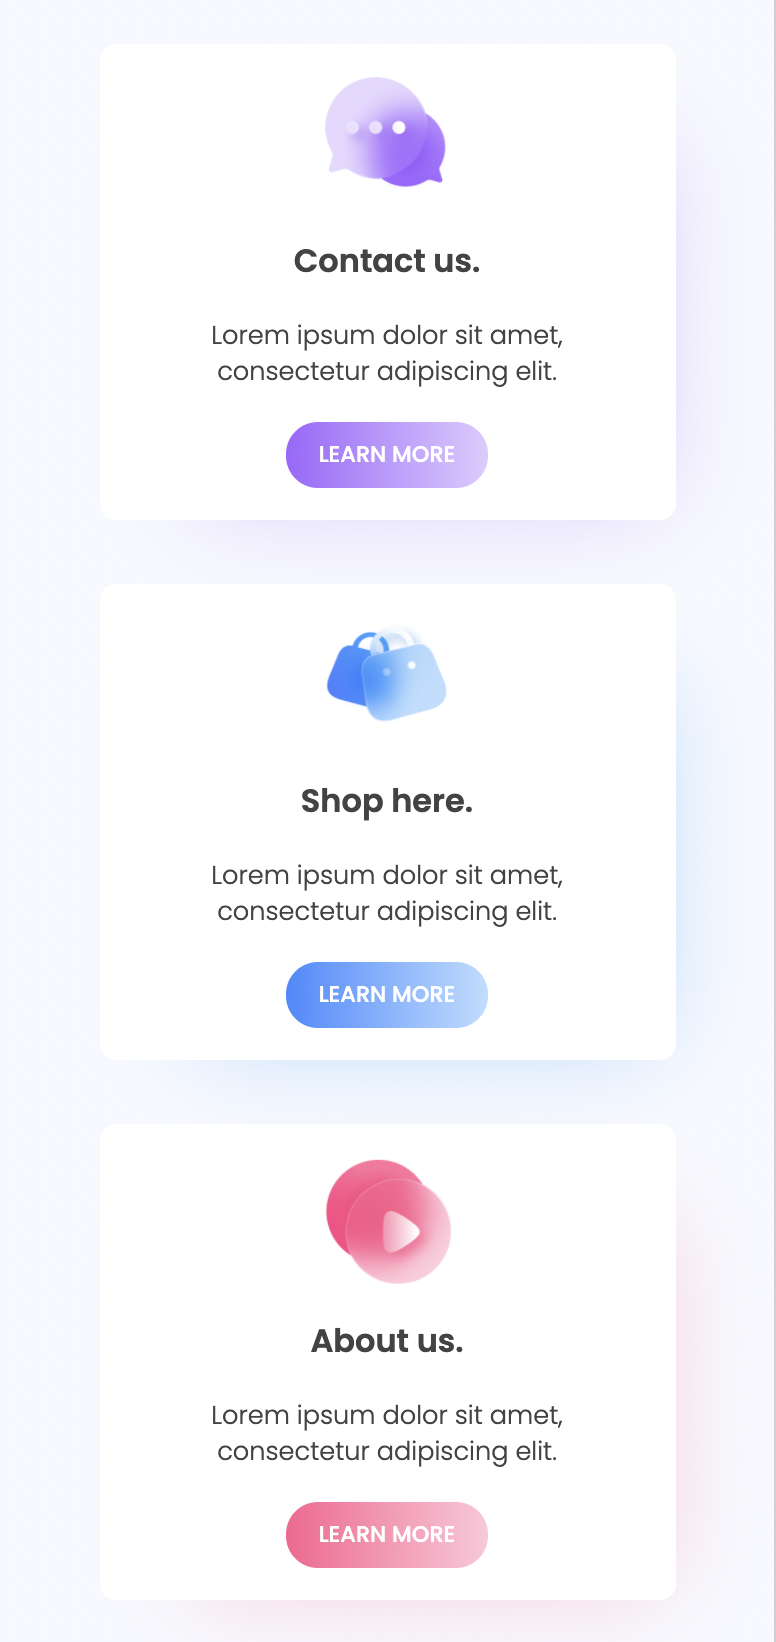 Contact us.
Lorem ipsum dolor sit amet,
consectetur adipiscing elit.
LEARN MORE
Shop here.
Lorem ipsum dolor sit amet,
consectetur adipiscing elit.
LEARN MORE
About us.
Lorem ipsum dolor sit amet,
consectetur adipiscing elit.
LEARN MORE